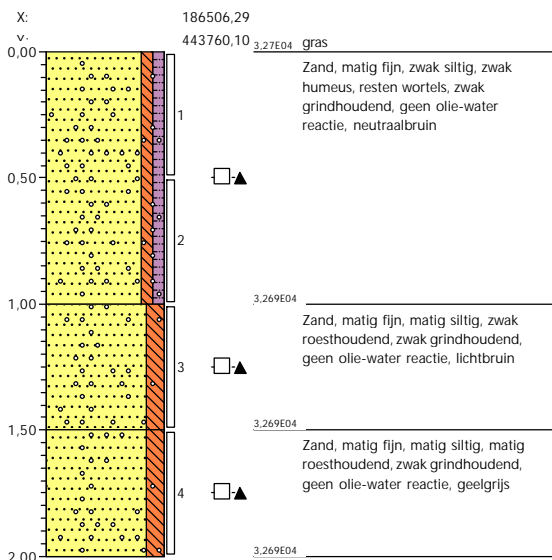 X: 186506,29
Y: 443760,10
3,27E04 gras
0,00
Zand, matig fijn, zwak siltig, zwak
humeus, resten wortels, zwak
grindhoudend, geen olie-water
reactie, neutraalbruin
1
0,50
2
1,00
3,269E04
Zand, matig fijn, matig siltig, zwak
roesthoudend, zwak grindhoudend,
geen olie-water reactie, lichtbruin
3
1,50
3,269E04
Zand, matig fijn, matig siltig, matig
roesthoudend, zwak grindhoudend,
geen olie-water reactie, geelgrijs
4
2,00
3,269E04